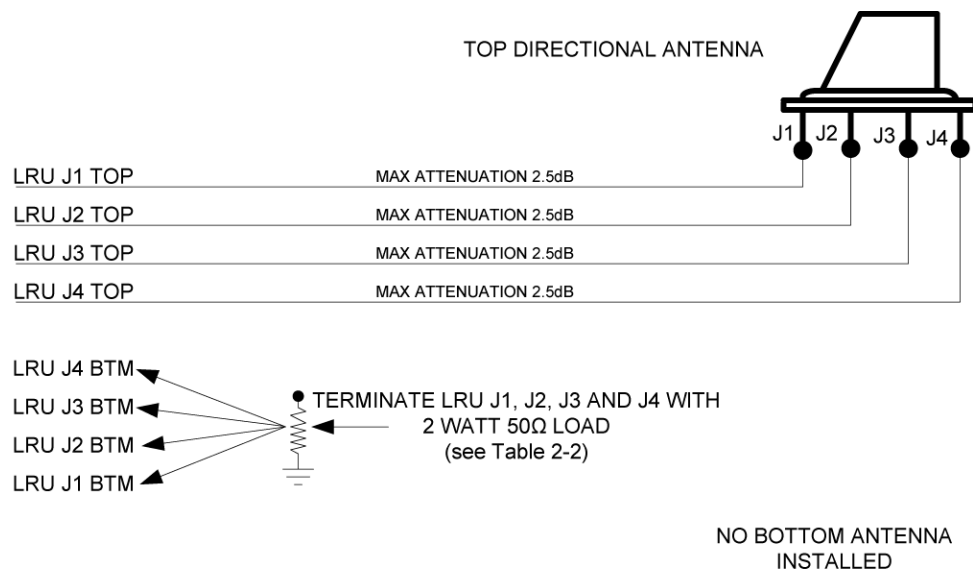 TOP DIRECTIONAL ANTENNA
J1 J2 J3 J4
LRU J1 TOP MAX ATTENUATION 2.5dB
LRU J2 TOP MAX ATTENUATION 2.5dB
LRU J3 TOP MAX ATTENUATION 2.5dB
LRU J4 TOP MAX ATTENUATION 2.5dB
LRU J4 BTM
LRU J3 BTM
LRU J2 BTM
LRU J1 BTM
TERMINATE LRU J1, J2, J3 AND J4 WITH
2 WATT 50Ω LOAD
(see Table 2-2)
NO BOTTOM ANTENNA
INSTALLED